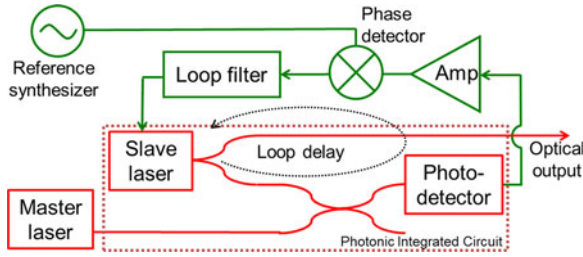 Phase
detector
Reference
synthesizer
Loop filter
Amp
Slave
laser
Loop delay
Optical
output
Photo-
detector
Master
laser
Photonic Integrated Circuit